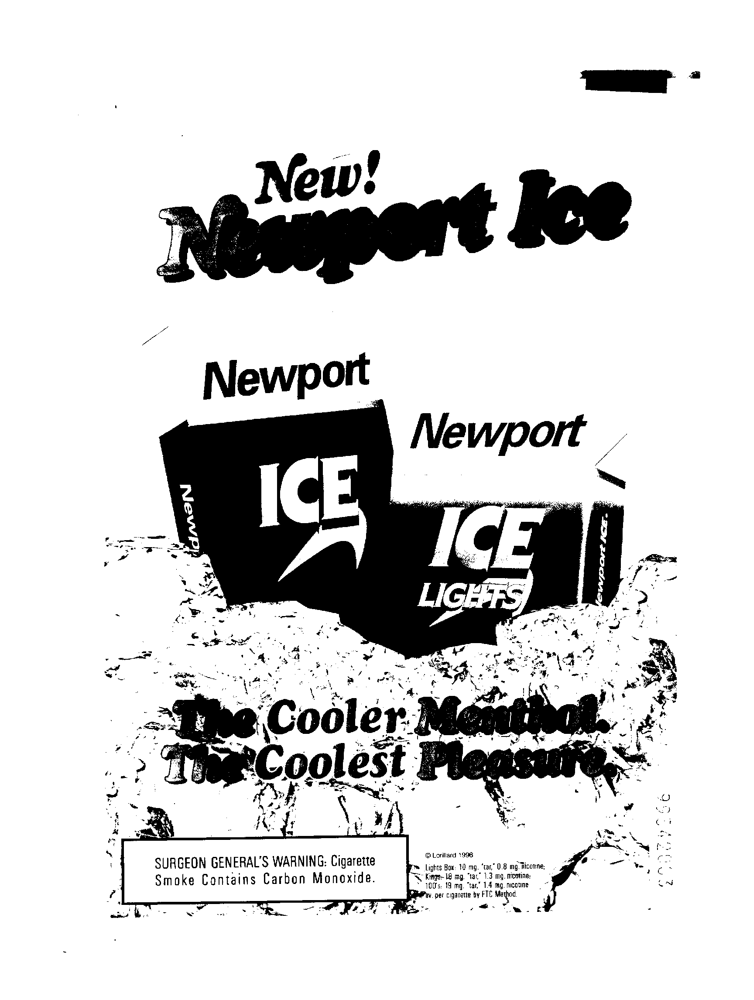 New!
Newport Ice
Newport
ICE
Newp
Newport
ICE
LIGHTS
ewport ICE
The Cooler Menthol.
The Coolest Pleasure.
SURGEON GENERAL'S WARNING: Cigarette
Smoke Contains Carbon Monoxide.
© Lorillard 1996
Lights Box: 10 mg. "tar," 0.8 mg. nicotine;
Kings: 18 mg. "tar," 1.3 mg. nicotine;
100's: 19 mg. "tar," 1.4 mg. nicotine
av. per cigarette by FTC Method.